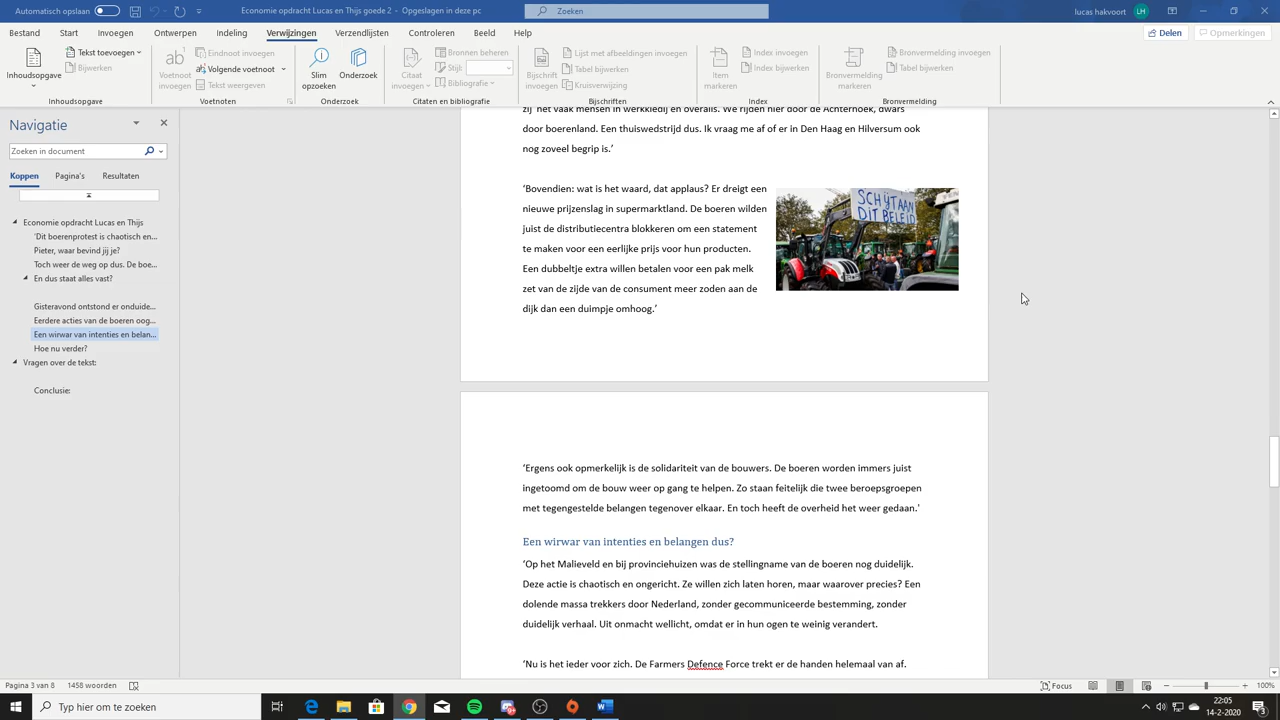 Automatisch opslaan
Economie opdracht Lucas en Thijs goede 2 - Opgeslagen in deze pc
Zoeken
lucas hakvoort
LH
Bestand Start Invoegen Ontwerpen Indeling Verwijzingen Verzendlijsten Controleren Beeld Help
Delen
Opmerkingen
Inhoudsopgave
Tekst toevoegen
Bijwerken
Inhoudsopgave
ab
Voetnoot invoegen
Eindnoot invoegen
Volgende voetnoot
Tekst weergeven
Voetnoten
Slim opzoeken
Onderzoek
Onderzoek
Citaat invoegen
Bronnen beheren
Stijl:
Bibliografie
Citaten en bibliografie
Bijschrift invoegen
Lijst met afbeeldingen invoegen
Tabel bijwerken
Kruisverwijzing
Bijschriften
Item markeren
Index invoegen
Index bijwerken
Index
Bronvermelding markeren
Bronvermelding invoegen
Tabel bijwerken
Bronvermelding
Navigatie
Zoeken in document
Koppen Pagina's Resultaten
Economie opdracht Lucas en Thijs
'Dit boerenprotest is chaotisch en...
Pieter, waar bevind jij je?
Toch weer de weg op dus. De boe...
En dus staat alles vast?
Gisteravond ontstond er onduide...
Eerdere acties van de boeren oog...
Een wirwar van intenties en belan...
Hoe nu verder?
Vragen over de tekst:
Conclusie:
zij het vaak mensen in werkkledij en overalls. We rijden hier door de Achterhoek, dwars
door boerenland. Een thuiswedstrijd dus. Ik vraag me af of er in Den Haag en Hilversum ook
nog zoveel begrip is.’
‘Bovendien: wat is het waard, dat applaus? Er dreigt een
nieuwe prijzenslag in supermarktland. De boeren wilden
juist de distributiecentra blokkeren om een statement
te maken voor een eerlijke prijs voor hun producten.
Een dubbeltje extra willen betalen voor een pak melk
zet van de zijde van de consument meer zoden aan de
dijk dan een duimpje omhoog.’
SCHIJT AAN
DIT BELEID
‘Ergens ook opmerkelijk is de solidariteit van de bouwers. De boeren worden immers juist
ingetoomd om de bouw weer op gang te helpen. Zo staan feitelijk die twee beroepsgroepen
met tegengestelde belangen tegenover elkaar. En toch heeft de overheid het weer gedaan.'
Een wirwar van intenties en belangen dus?
‘Op het Malieveld en bij provinciehuizen was de stellingname van de boeren nog duidelijk.
Deze actie is chaotisch en ongericht. Ze willen zich laten horen, maar waarover precies? Een
dolende massa trekkers door Nederland, zonder gecommuniceerde bestemming, zonder
duidelijk verhaal. Uit onmacht wellicht, omdat er in hun ogen te weinig verandert.
‘Nu is het ieder voor zich. De Farmers Defence Force trekt er de handen helemaal van af.
Pagina 3 van 8
1458 woorden
Focus
100%
Typ hier om te zoeken
22:05
14-2-2020